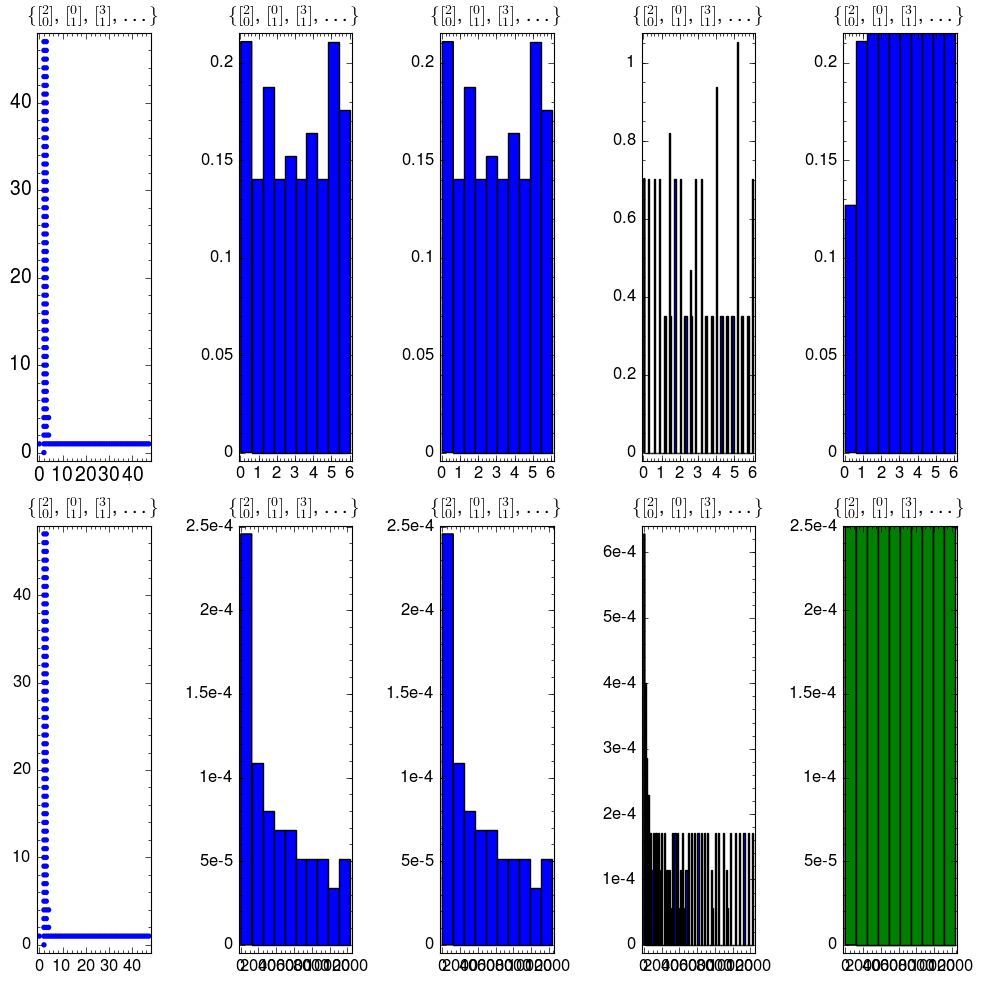 {[2 0], [0 1], [3 1], ...} {[2 0], [0 1], [3 1], ...} {[2 0], [0 1], [3 1], ...} {[2 0], [0 1], [3 1], ...} {[2 0], [0 1], [3 1], ...}
40 0.2 0.2 1 0.2
30 0.15 0.15 0.8 0.15
20 0.1 0.1 0.6 0.1
10 0.05 0.05 0.4 0.05
0 0 0 0.2 0
0
0 10 20 30 40 0 1 2 3 4 5 6 0 1 2 3 4 5 6 0 1 2 3 4 5 6 0 1 2 3 4 5 6
{[2 0], [0 1], [3 1], ...} {[2 0], [0 1], [3 1], ...} {[2 0], [0 1], [3 1], ...} {[2 0], [0 1], [3 1], ...} {[2 0], [0 1], [3 1], ...}
40 2.5e-4 2.5e-4 6e-4 2.5e-4
30 2e-4 2e-4 5e-4 2e-4
20 1.5e-4 1.5e-4 4e-4 1.5e-4
10 1e-4 1e-4 3e-4 1e-4
0 5e-5 5e-5 2e-4 5e-5
0 0 1e-4 0
0
0 10 20 30 40